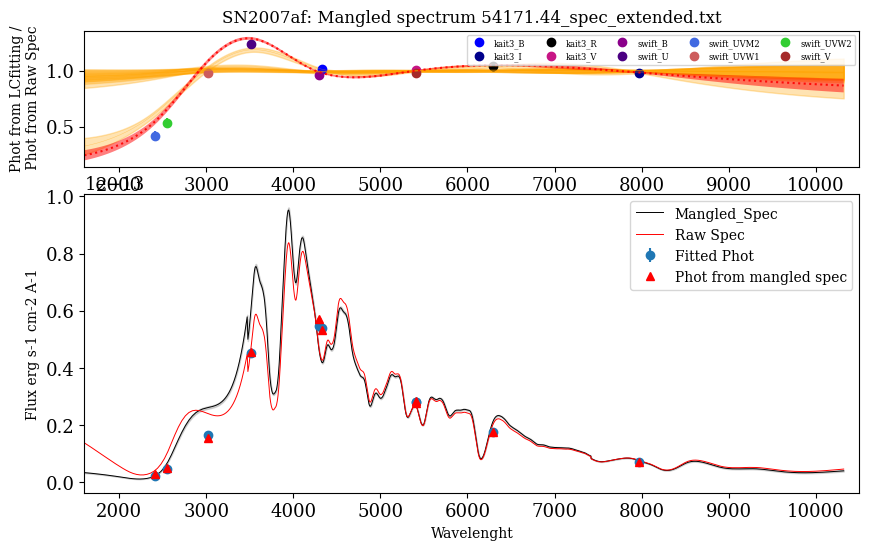 SN2007af: Mangled spectrum 54171.44_spec_extended.txt
Phot from LCfitting /
Phot from Raw Spec
1.0
0.5
kait3_B kait3_R swift_B swift_UVM2 swift_UVW2
kait3_I kait3_V swift_U swift_UVW1 swift_V
2000 3000 4000 5000 6000 7000 8000 9000 10000
1e−13
Flux erg s-1 cm-2 A-1
1.0
0.8
0.6
0.4
0.2
0.0
Mangled_Spec
Raw Spec
Fitted Phot
Phot from mangled spec
2000 3000 4000 5000 6000 7000 8000 9000 10000
Wavelenght